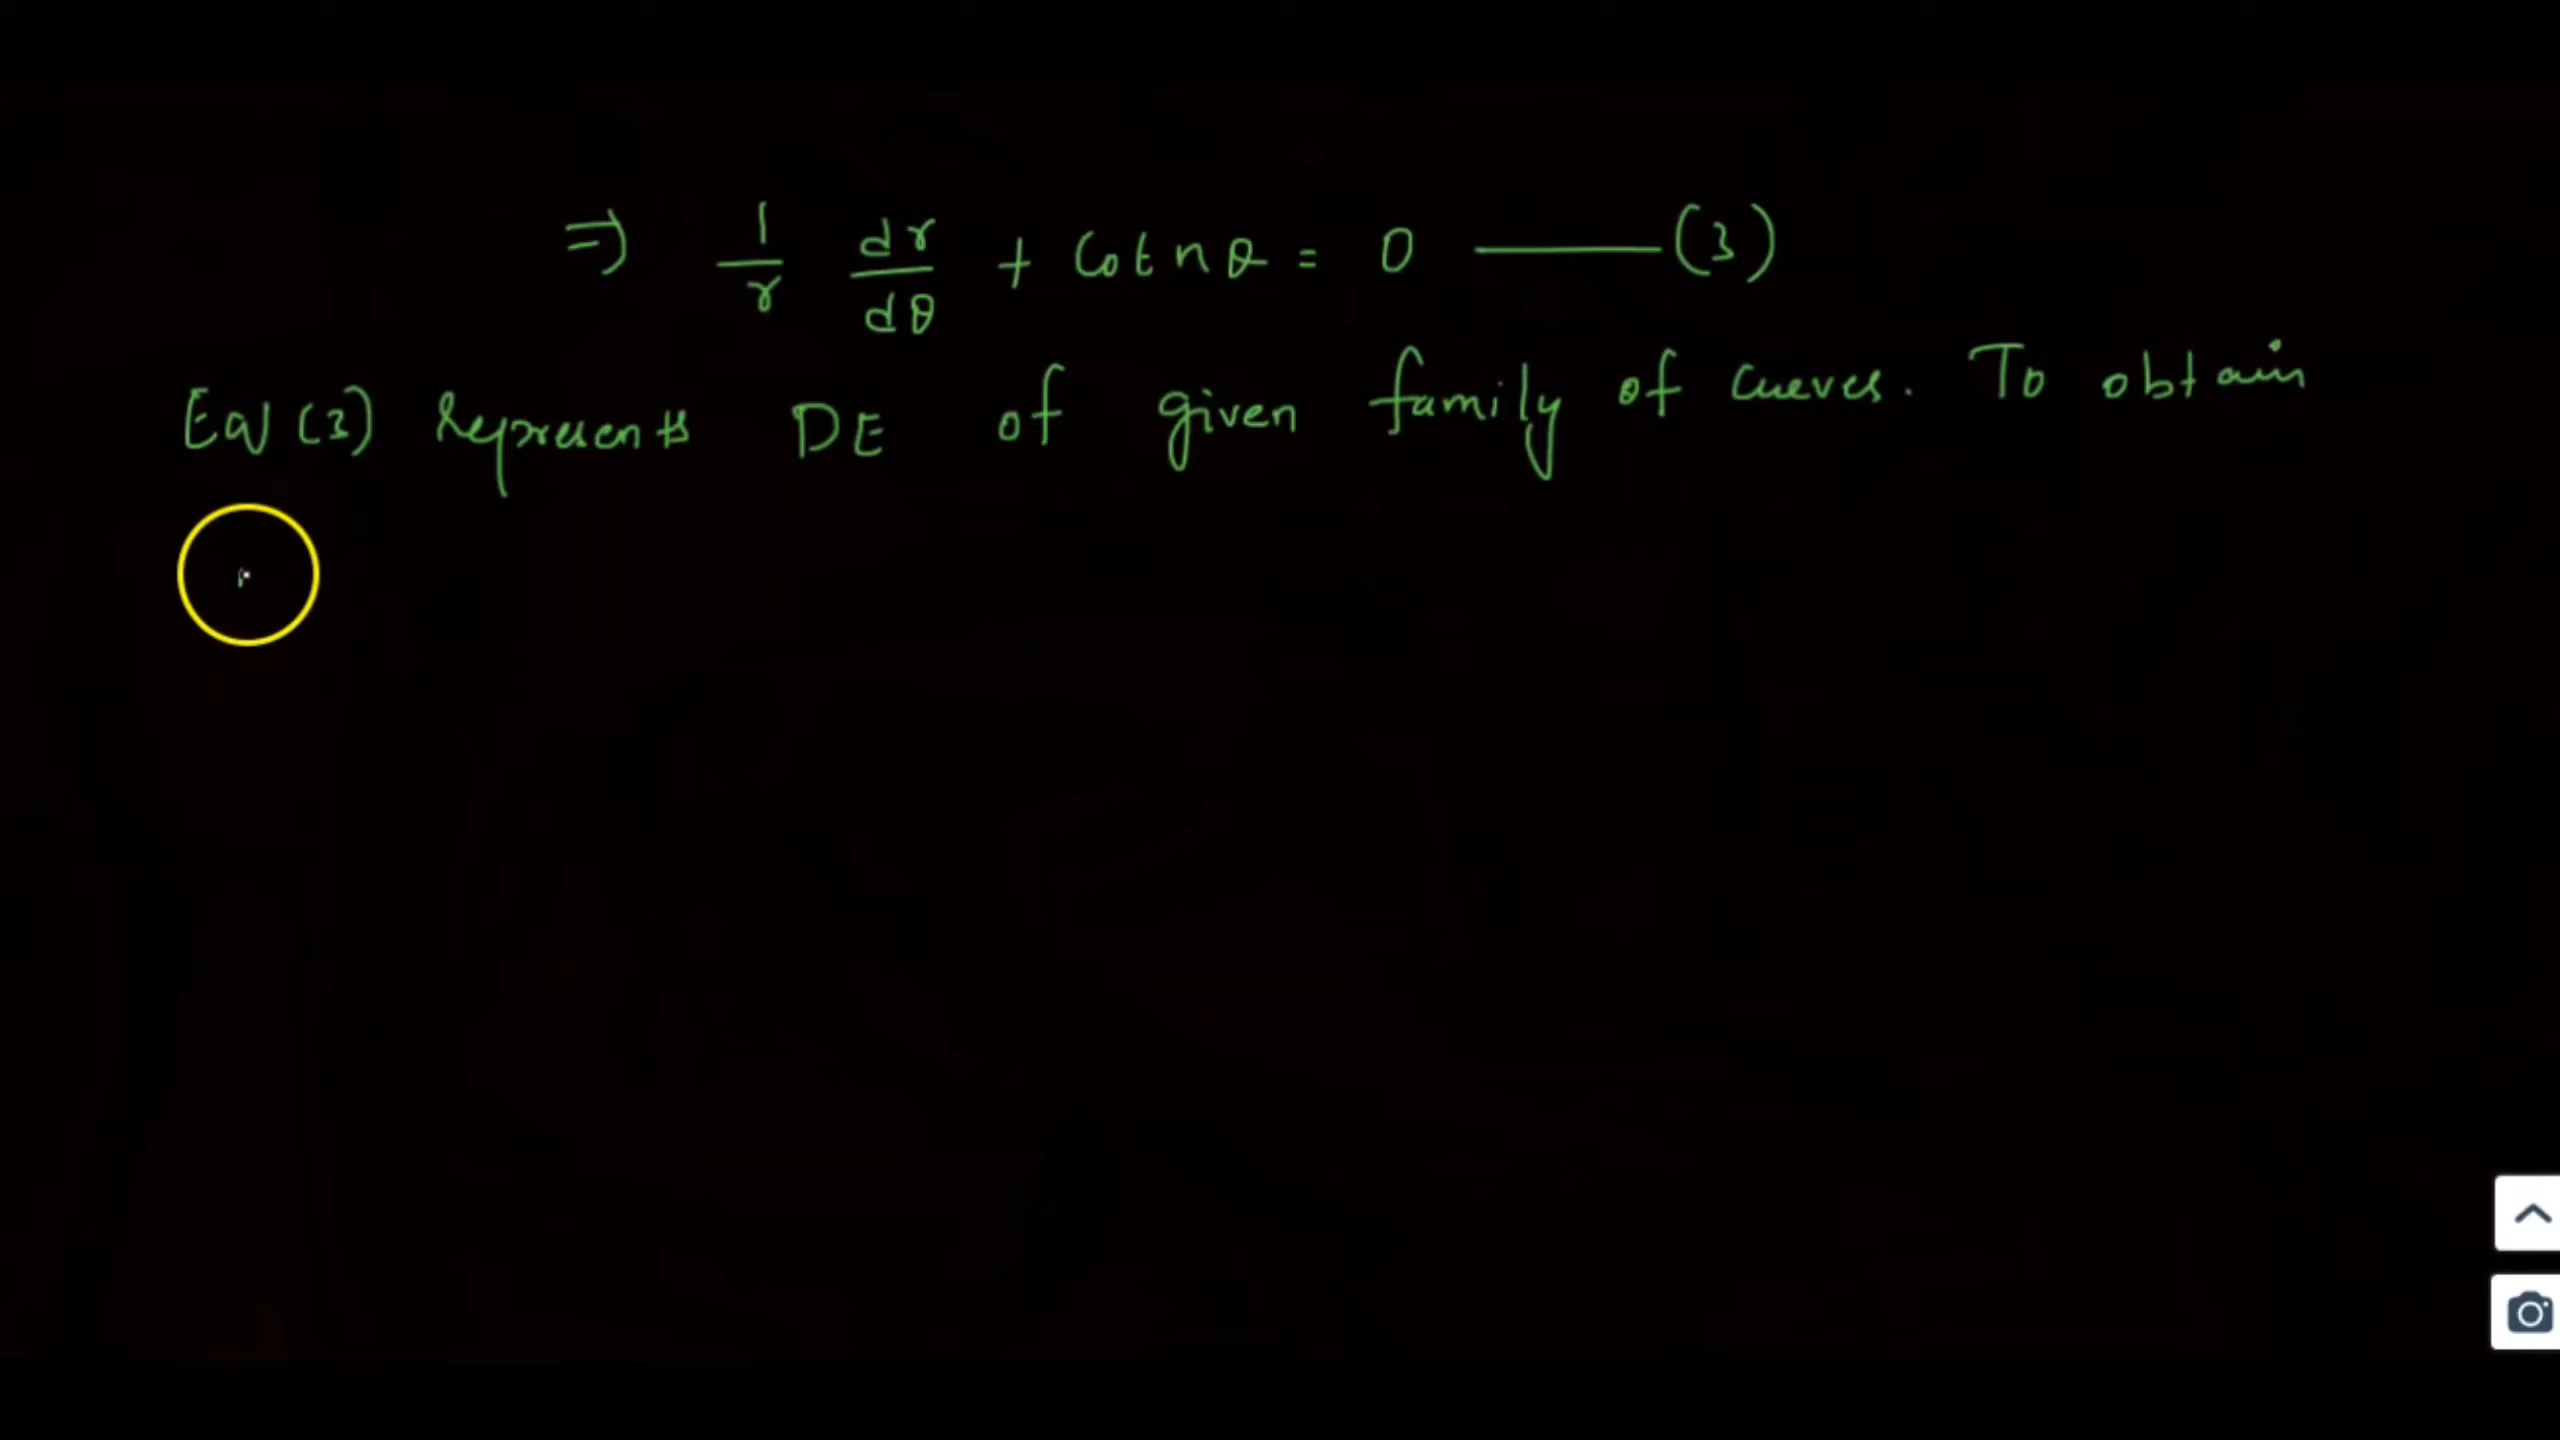 ⇒ 1/r dr/dθ + Cot nθ = 0 —— (3)
Eq (3) represents DE of given family of curves. To obtain